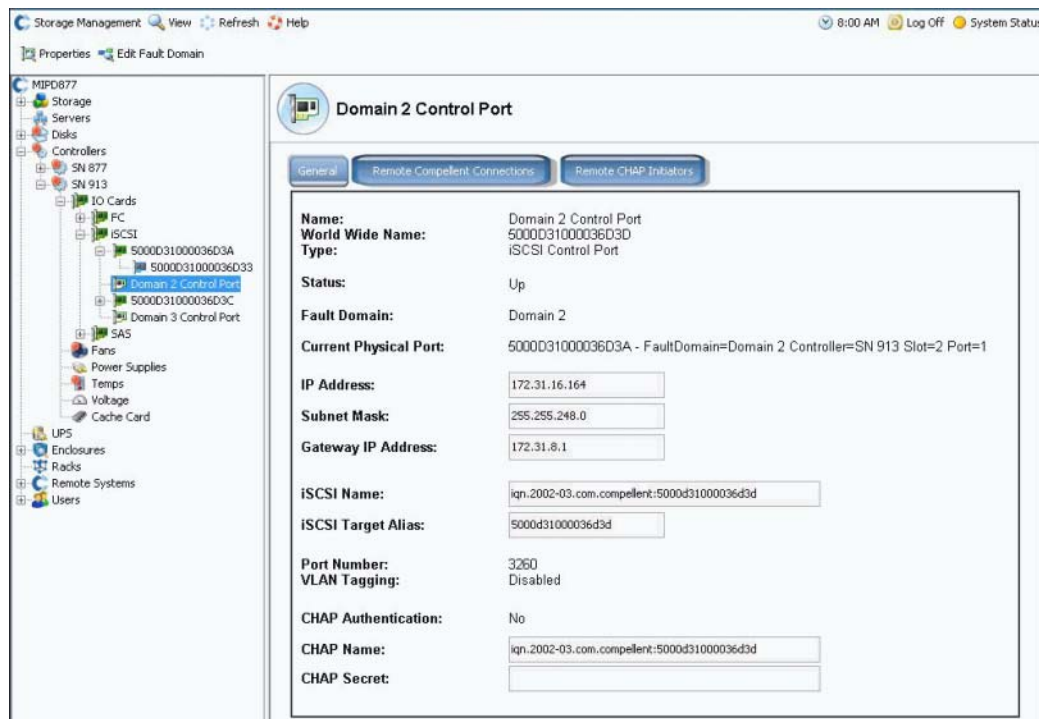 Storage Management View Refresh Help 8:00 AM Log Off System Status
Properties Edit Fault Domain
MIPD877
Storage
Servers
Disks
Controllers
SN 877
SN 913
IO Cards
FC
iSCSI
5000D31000036D3A
5000D31000036D33
Domain 2 Control Port
5000D31000036D3C
Domain 3 Control Port
SAS
Fans
Power Supplies
Temps
Voltage
Cache Card
UPS
Enclosures
Racks
Remote Systems
Users
Domain 2 Control Port
General Remote Compellent Connections Remote CHAP Initiators
Name: Domain 2 Control Port
World Wide Name: 5000D31000036D3D
Type: iSCSI Control Port
Status: Up
Fault Domain: Domain 2
Current Physical Port: 5000D31000036D3A - FaultDomain=Domain 2 Controller=SN 913 Slot=2 Port=1
IP Address: 172.31.16.164
Subnet Mask: 255.255.248.0
Gateway IP Address: 172.31.8.1
iSCSI Name: iqn.2002-03.com.compellent:5000d31000036d3d
iSCSI Target Alias: 5000d31000036d3d
Port Number: 3260
VLAN Tagging: Disabled
CHAP Authentication: No
CHAP Name: iqn.2002-03.com.compellent:5000d31000036d3d
CHAP Secret: